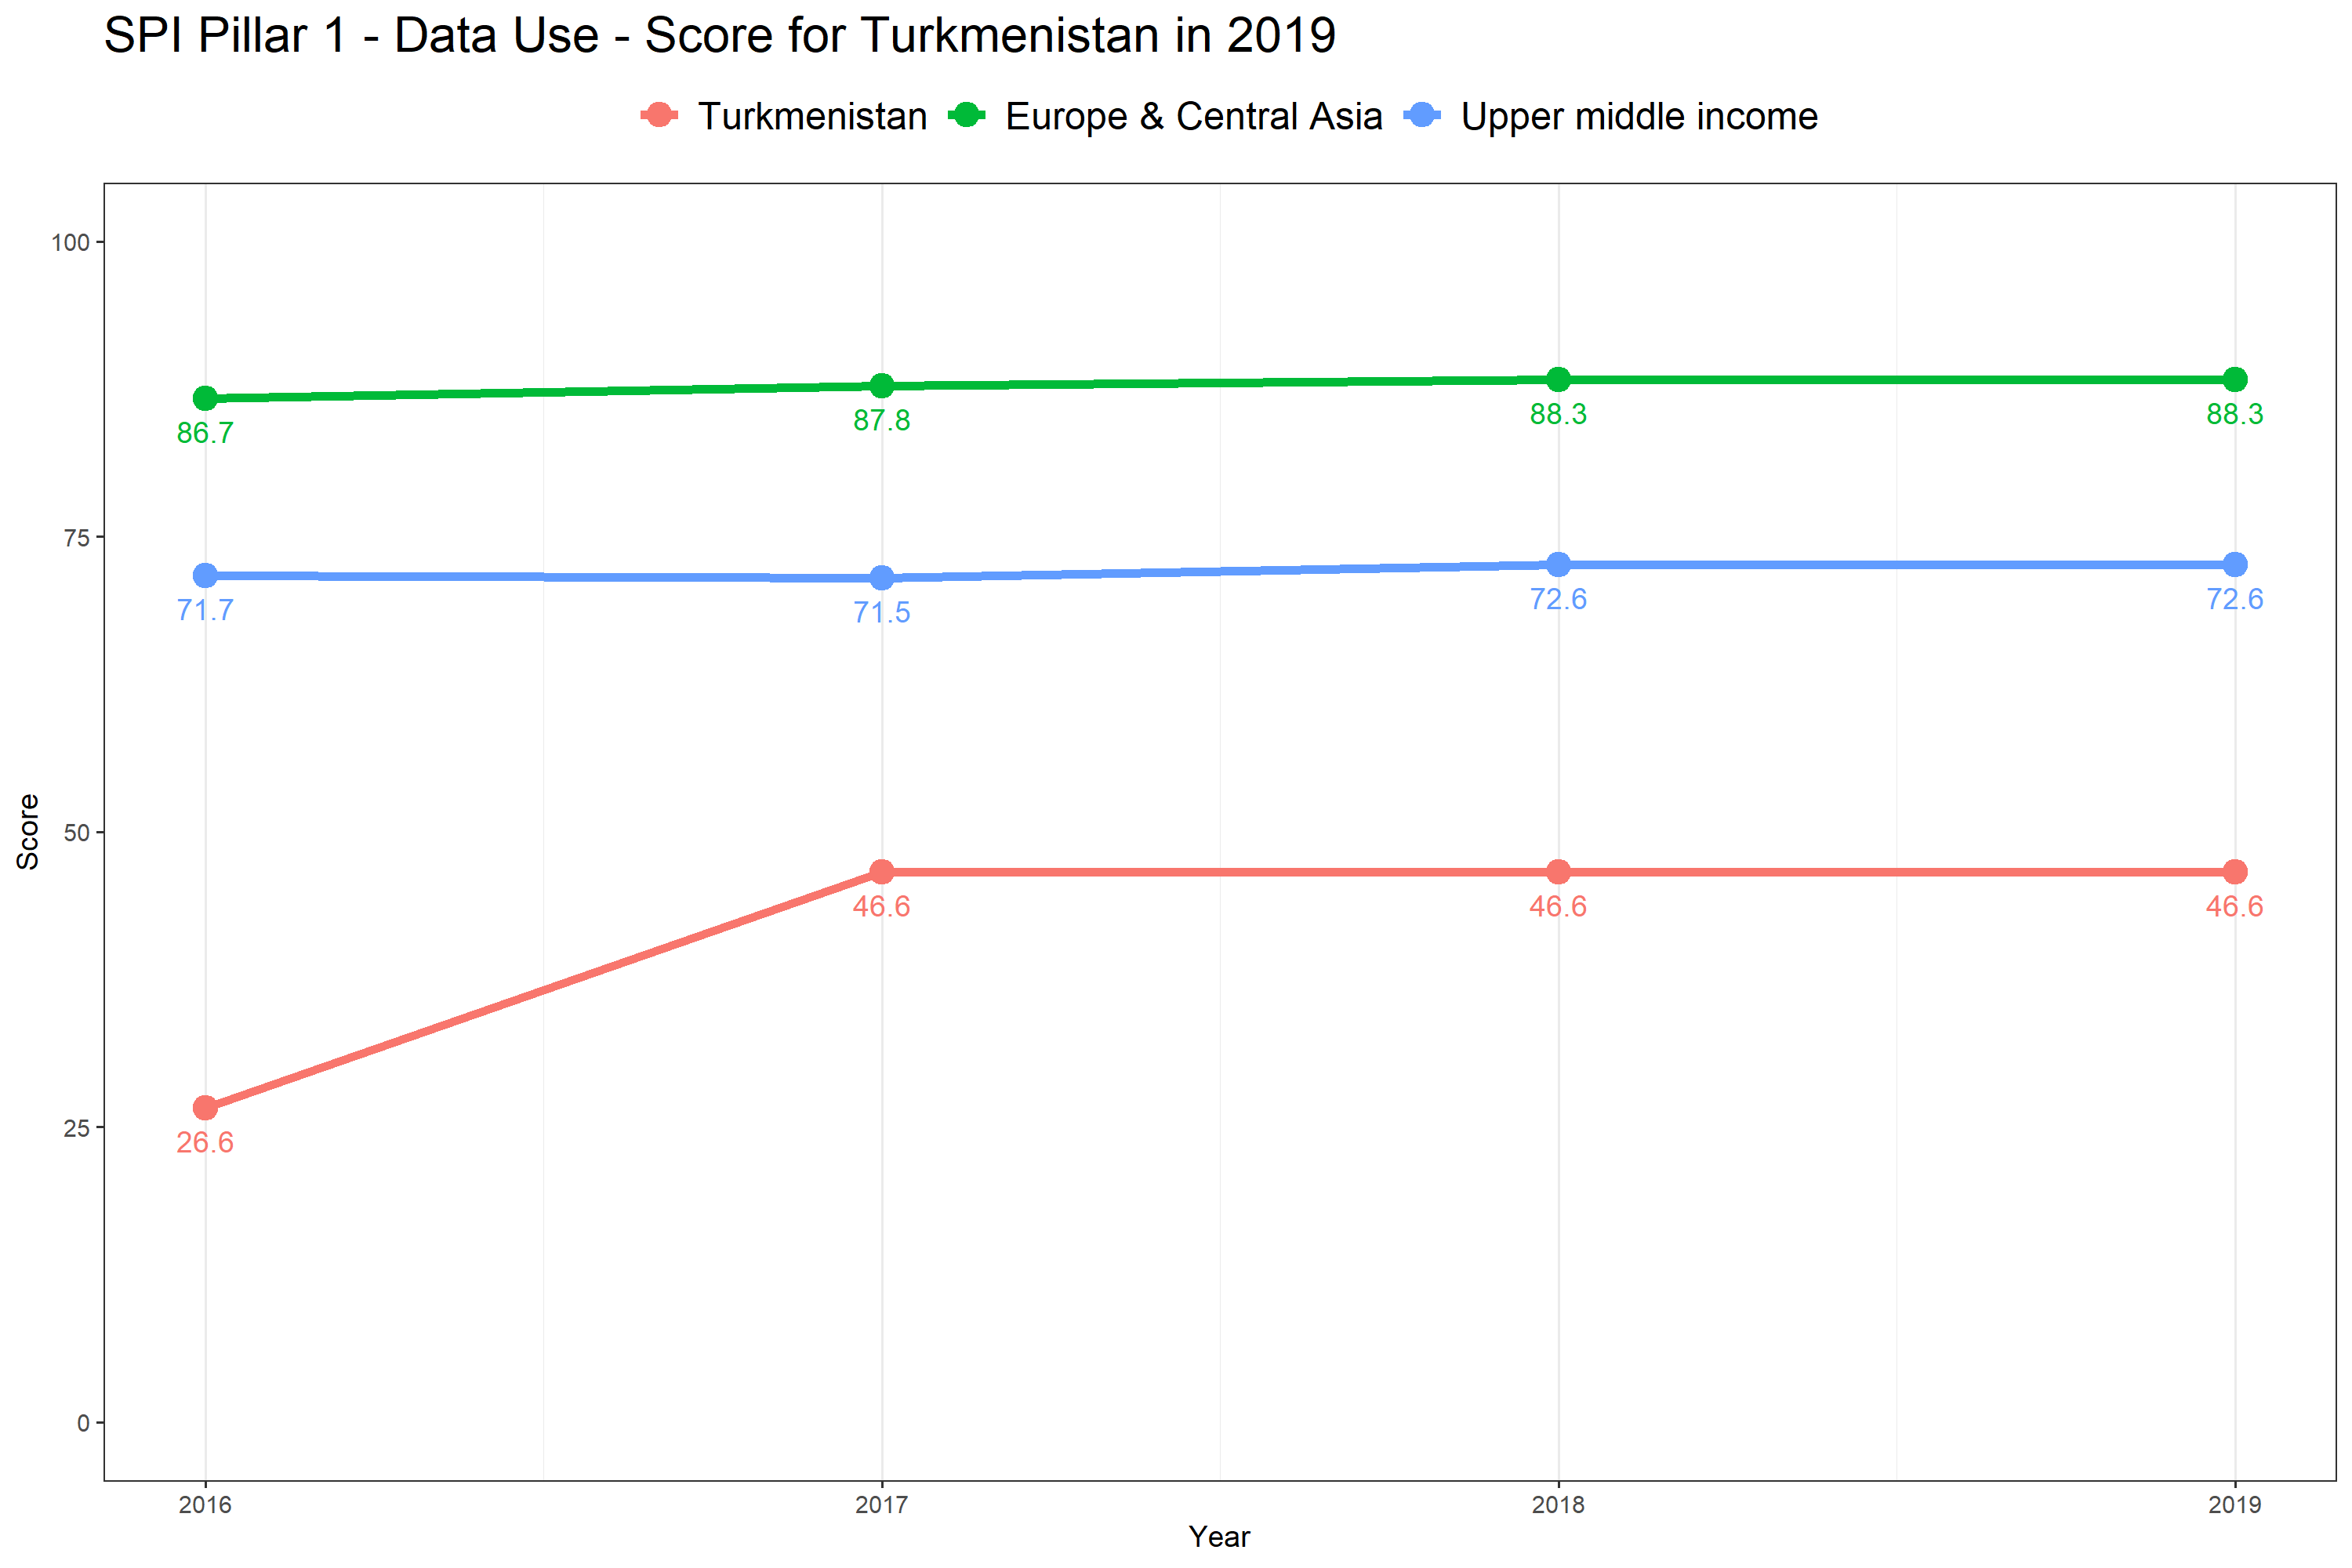 SPI Pillar 1 - Data Use - Score for Turkmenistan in 2019
Turkmenistan Europe & Central Asia Upper middle income
100
75
50
25
0
Score
86.7 87.8 88.3 88.3
71.7 71.5 72.6 72.6
26.6 46.6 46.6 46.6
2016 2017 2018 2019
Year